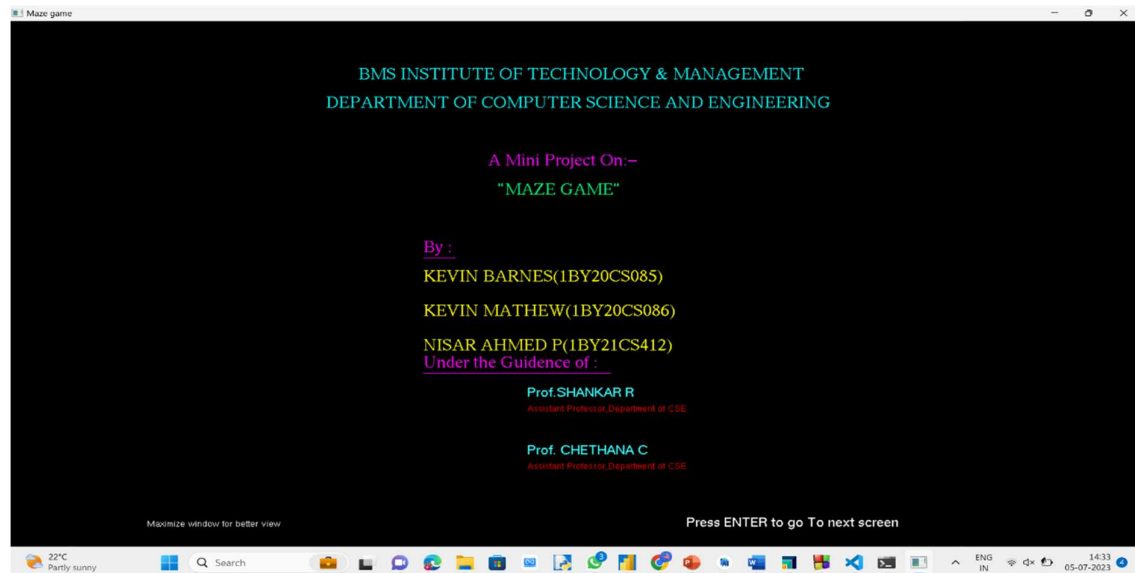 Maze game
BMS INSTITUTE OF TECHNOLOGY & MANAGEMENT
DEPARTMENT OF COMPUTER SCIENCE AND ENGINEERING
A Mini Project On:–
"MAZE GAME"
By :
KEVIN BARNES(1BY20CS085)
KEVIN MATHEW(1BY20CS086)
NISAR AHMED P(1BY21CS412)
Under the Guidence of :
Prof.SHANKAR R
Assistant Professor,Department of CSE
Prof. CHETHANA C
Assistant Professor,Department of CSE
Maximize window for better view
Press ENTER to go To next screen
22°C
Partly sunny
Search
3
ENG
IN
14:33
05-07-2023